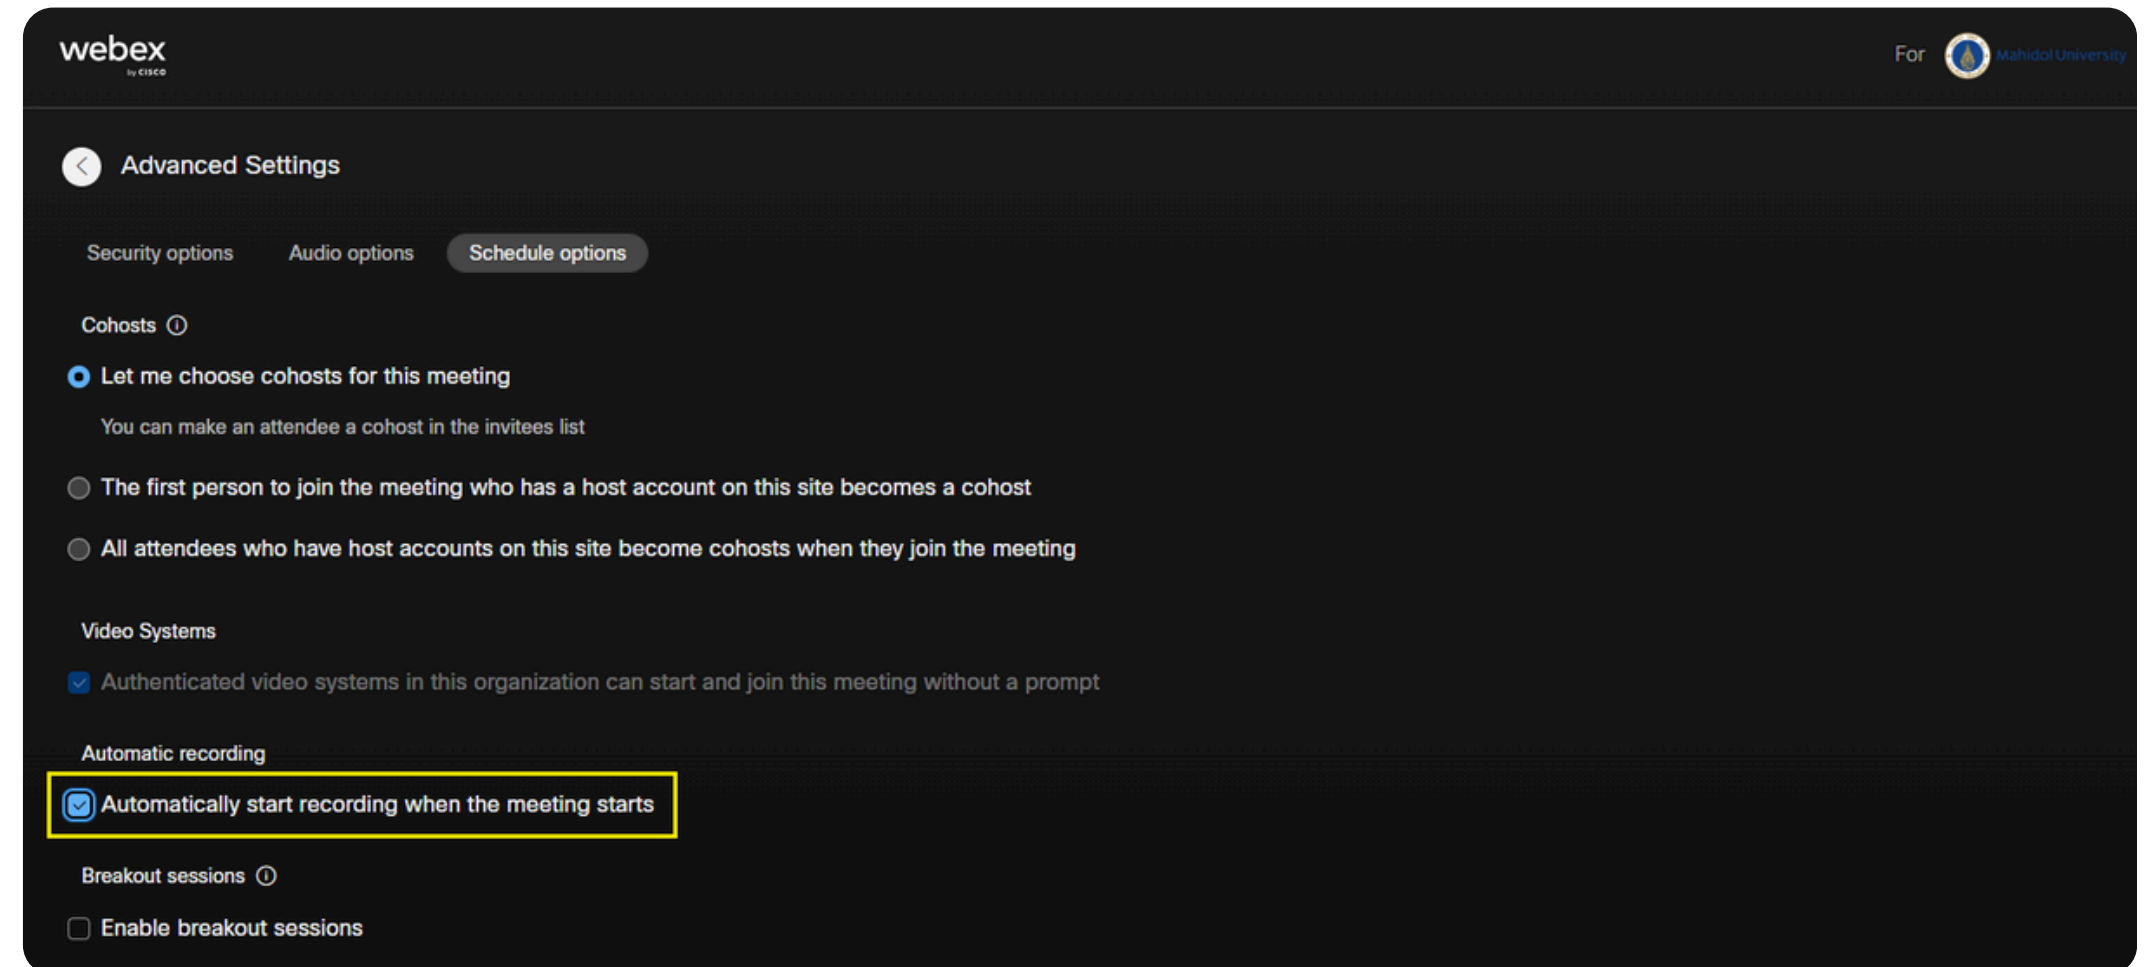 webex
by CISCO
For Mahidol University
Advanced Settings
Security options Audio options Schedule options
Cohosts
Let me choose cohosts for this meeting
You can make an attendee a cohost in the invitees list
The first person to join the meeting who has a host account on this site becomes a cohost
All attendees who have host accounts on this site become cohosts when they join the meeting
Video Systems
Authenticated video systems in this organization can start and join this meeting without a prompt
Automatic recording
Automatically start recording when the meeting starts
Breakout sessions
Enable breakout sessions